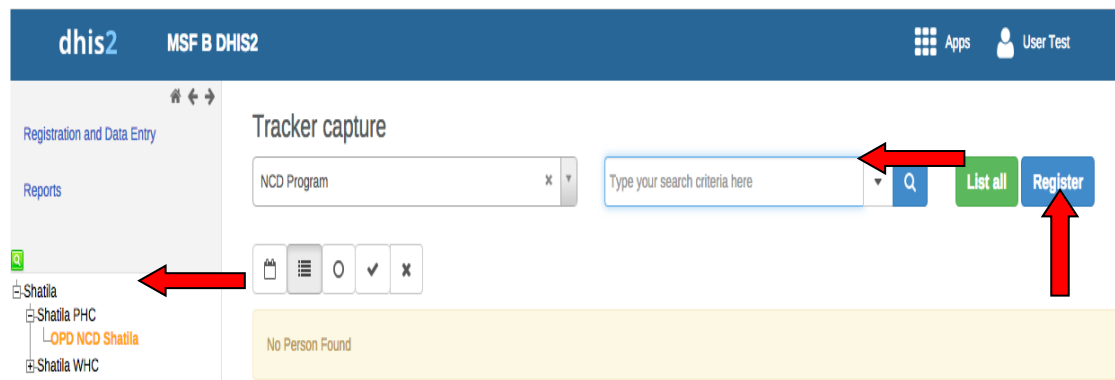 dhis2 MSF B DHIS2 Apps User Test
Registration and Data Entry
Reports
Shatila
Shatila PHC
OPD NCD Shatila
Shatila WHC
Tracker capture
NCD Program
Type your search criteria here
List all
Register
No Person Found